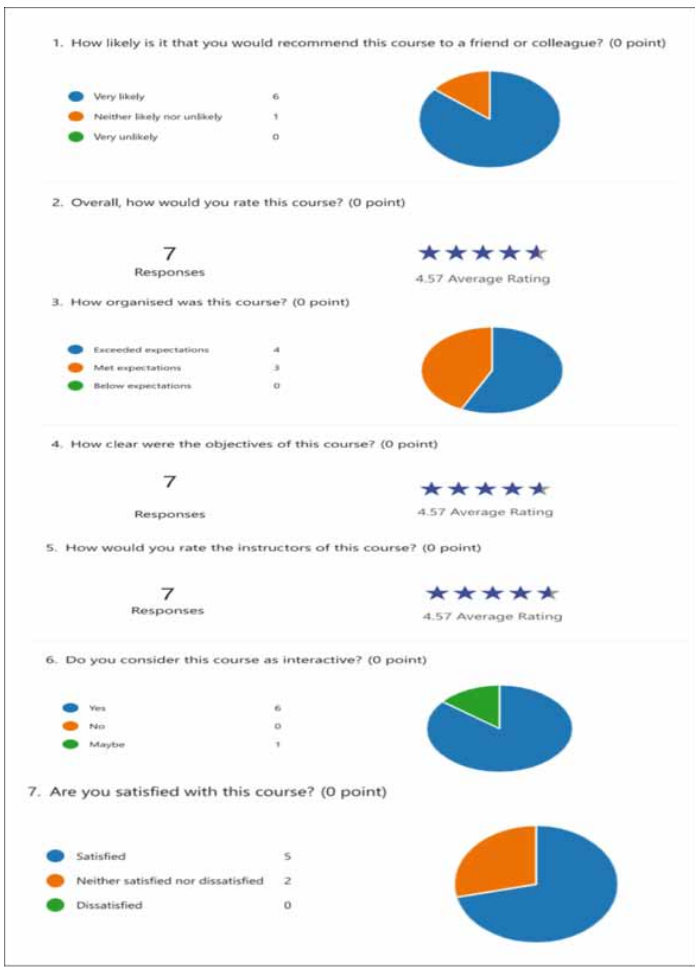 1. How likely is it that you would recommend this course to a friend or colleague? (0 point)
Very likely 6
Neither likely nor unlikely 1
Very unlikely 0
2. Overall, how would you rate this course? (0 point)
7
Responses
4.57 Average Rating
3. How organised was this course? (0 point)
Exceeded expectations 4
Met expectations 3
Below expectations 0
4. How clear were the objectives of this course? (0 point)
7
Responses
4.57 Average Rating
5. How would you rate the instructors of this course? (0 point)
7
Responses
4.57 Average Rating
6. Do you consider this course as interactive? (0 point)
Yes 6
No 0
Maybe 1
7. Are you satisfied with this course? (0 point)
Satisfied 5
Neither satisfied nor dissatisfied 2
Dissatisfied 0